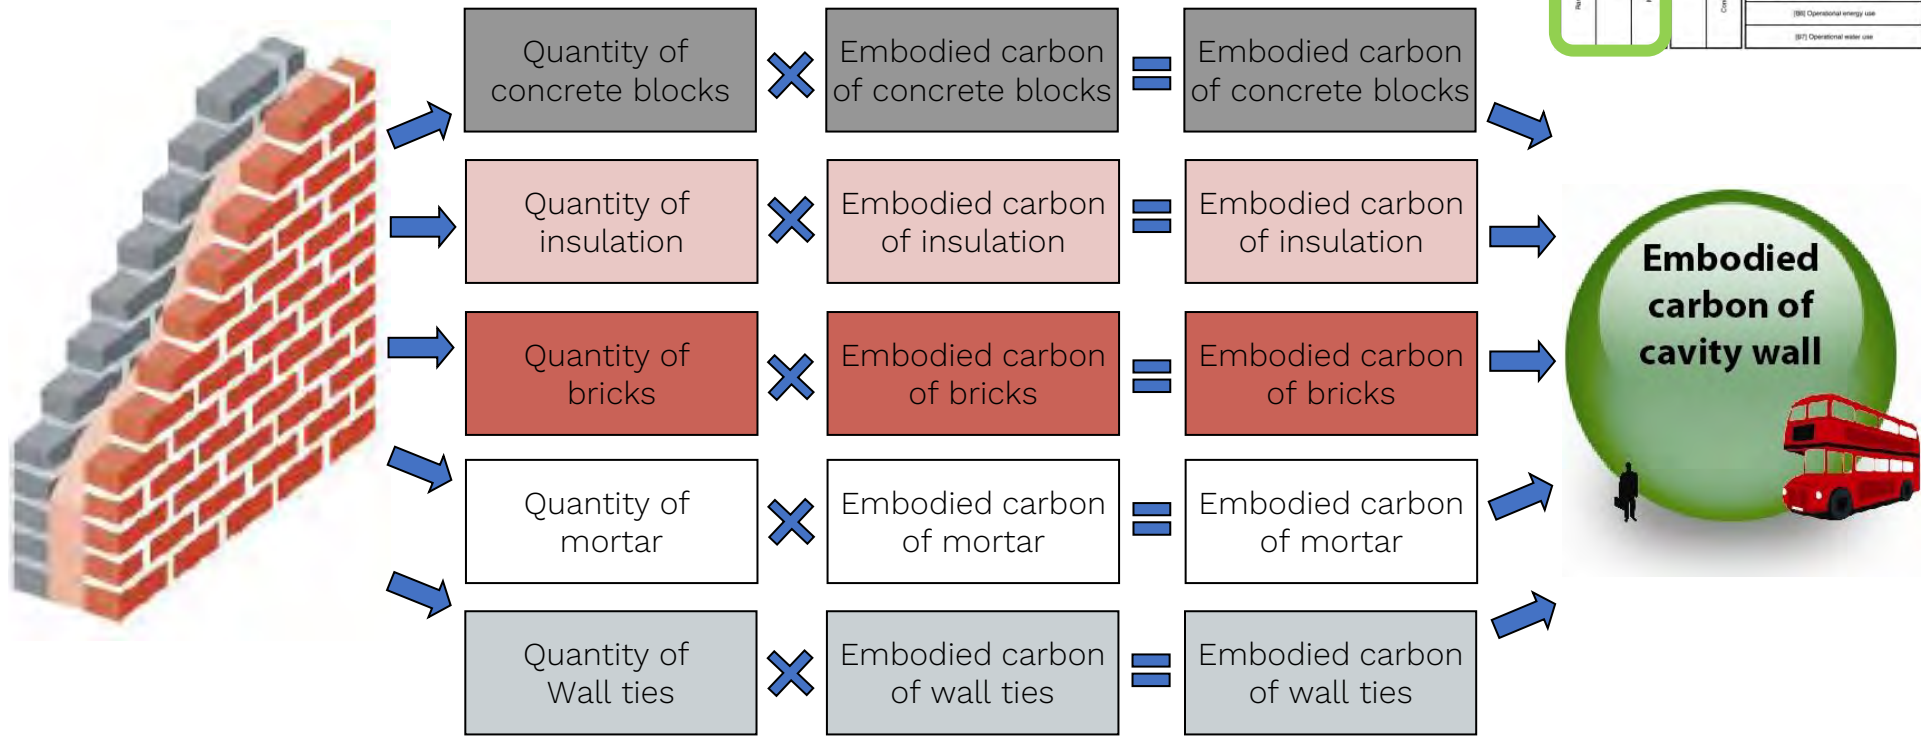 Quantity of
concrete blocks
Embodied carbon
of concrete blocks
Embodied carbon
of concrete blocks
Quantity of
insulation
Embodied carbon
of insulation
Embodied carbon
of insulation
Quantity of
bricks
Embodied carbon
of bricks
Embodied carbon
of bricks
Quantity of
mortar
Embodied carbon
of mortar
Embodied carbon
of mortar
Quantity of
Wall ties
Embodied carbon
of wall ties
Embodied carbon
of wall ties
Embodied
carbon of
cavity wall
[B6] Operational energy use
[B7] Operational water use